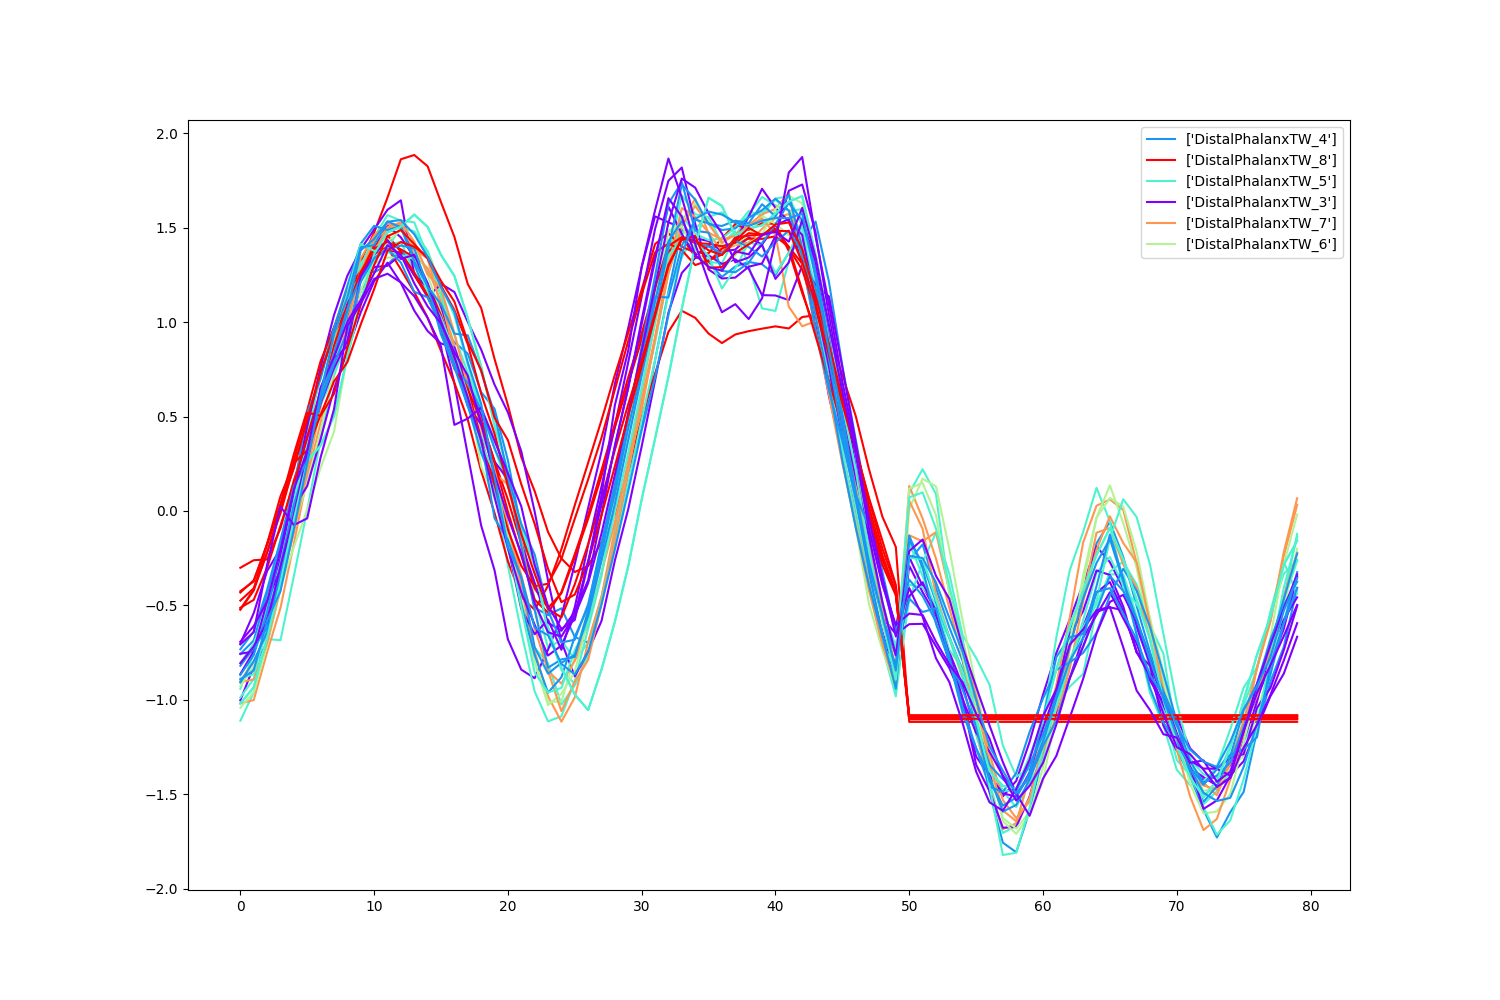 2.0
1.5
1.0
0.5
0.0
−0.5
−1.0
−1.5
−2.0
0 10 20 30 40 50 60 70 80
['DistalPhalanxTW_4']
['DistalPhalanxTW_8']
['DistalPhalanxTW_5']
['DistalPhalanxTW_3']
['DistalPhalanxTW_7']
['DistalPhalanxTW_6']